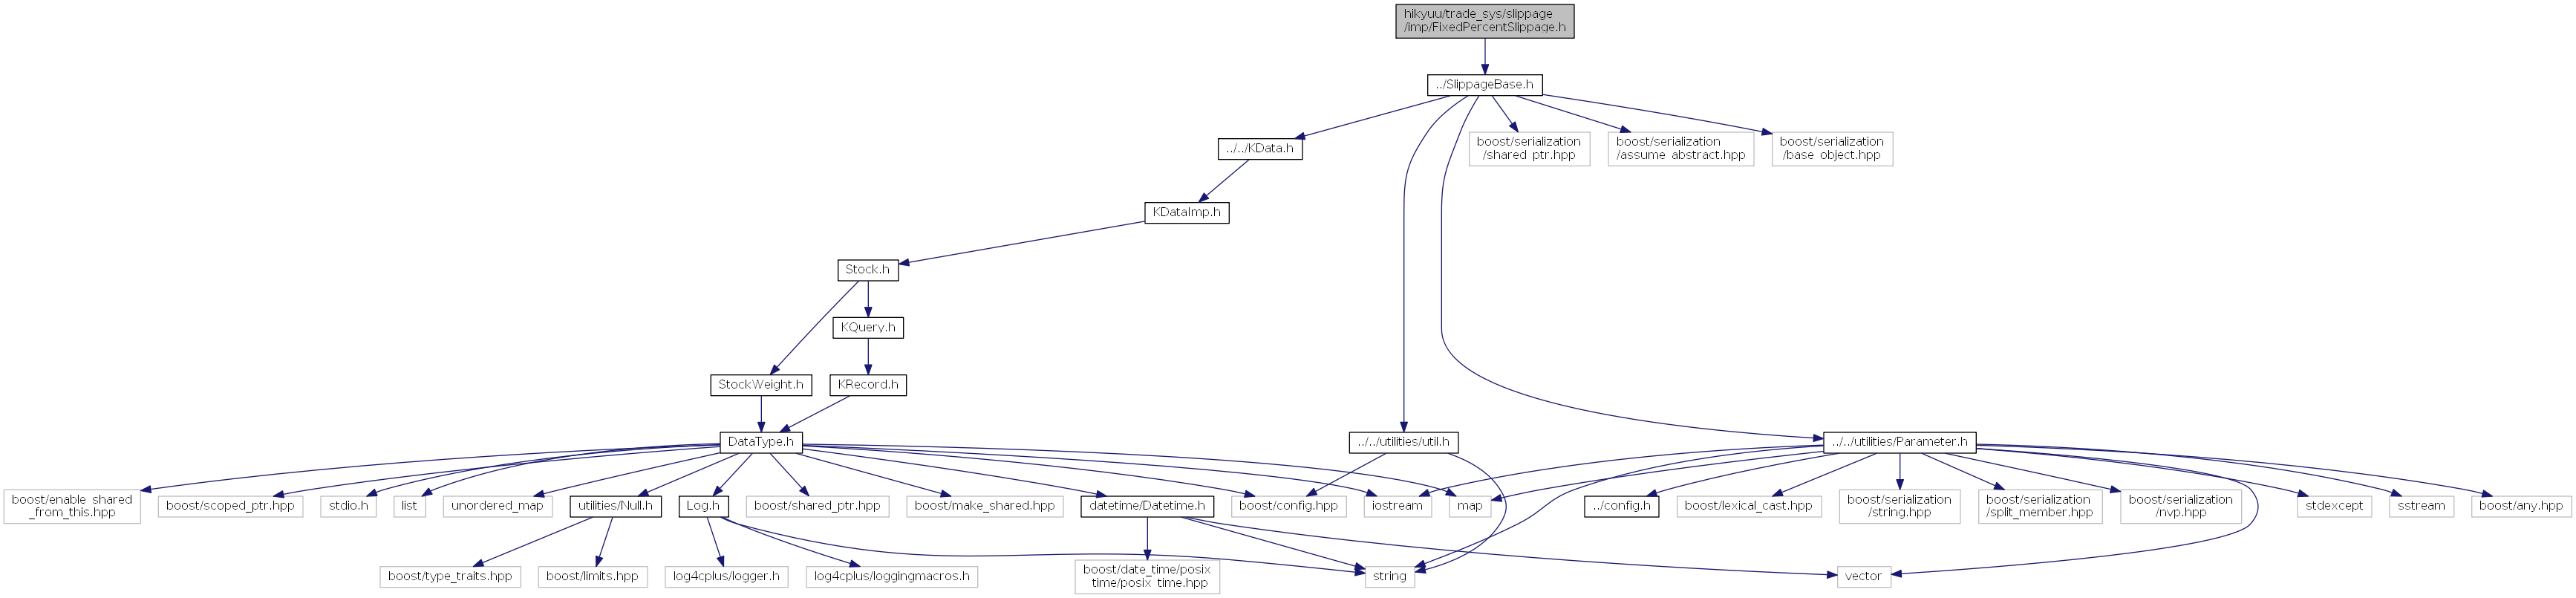 hikyuu/trade_sys/slippage
/imp/FixedPercentSlippage.h
../SlippageBase.h
../../KData.h
boost/serialization
/shared_ptr.hpp
boost/serialization
/assume_abstract.hpp
boost/serialization
/base_object.hpp
KDataImp.h
Stock.h
KQuery.h
StockWeight.h
KRecord.h
DataType.h
../../utilities/util.h
../../utilities/Parameter.h
boost/enable_shared
_from_this.hpp
boost/scoped_ptr.hpp
stdio.h
list
unordered_map
utilities/Null.h
Log.h
boost/shared_ptr.hpp
boost/make_shared.hpp
datetime/Datetime.h
boost/config.hpp
iostream
map
../config.h
boost/lexical_cast.hpp
boost/serialization
/string.hpp
boost/serialization
/split_member.hpp
boost/serialization
/nvp.hpp
stdexcept
sstream
boost/any.hpp
boost/type_traits.hpp
boost/limits.hpp
log4cplus/logger.h
log4cplus/loggingmacros.h
boost/date_time/posix
_time/posix_time.hpp
string
vector